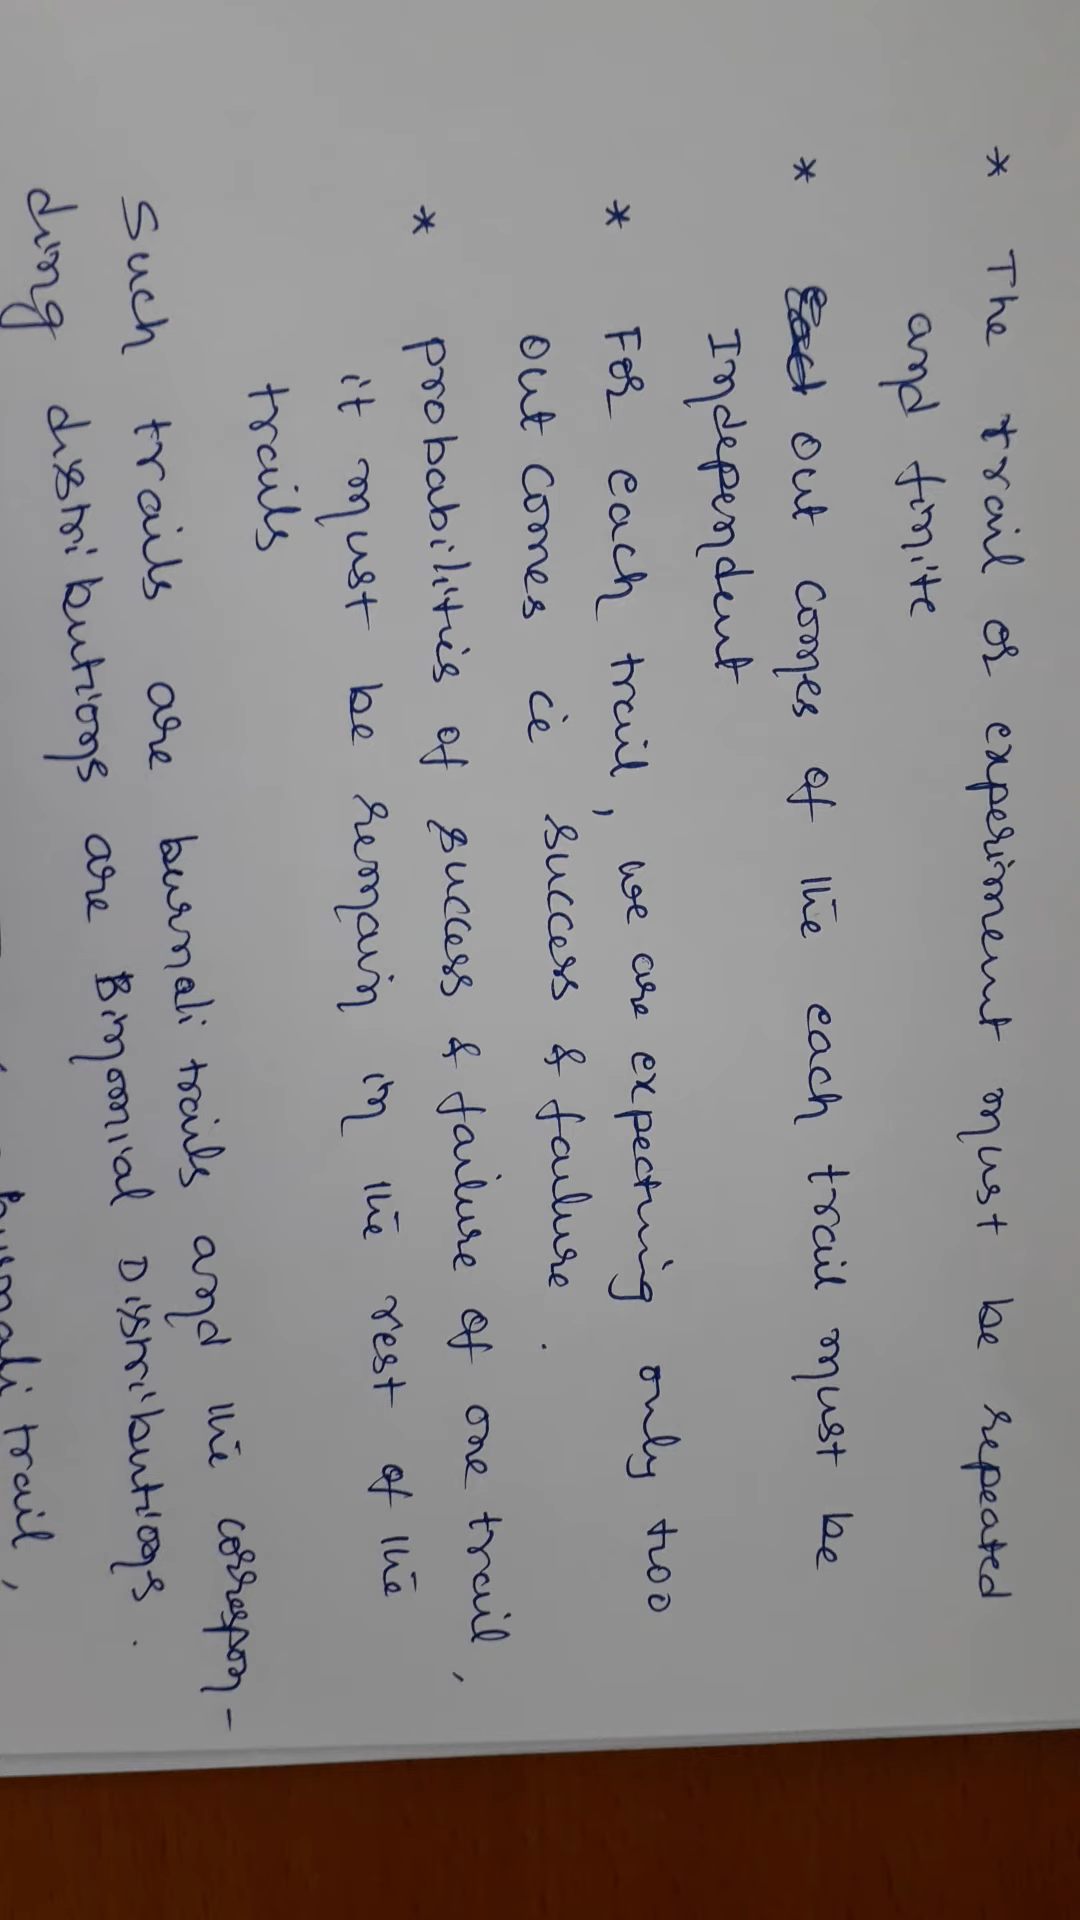 * The trail or experiment must be repeated
and finite
* out comes of the each trail must be
Independent
* For each trail, we are expecting only two
out comes ie success & failure.
* probabilities of success & failure of one trail,
it must be remain in the rest of the
trails
Such trails are burnali trails and the correspon-
ding distributions are Binomial Distributions.
burnali trail,